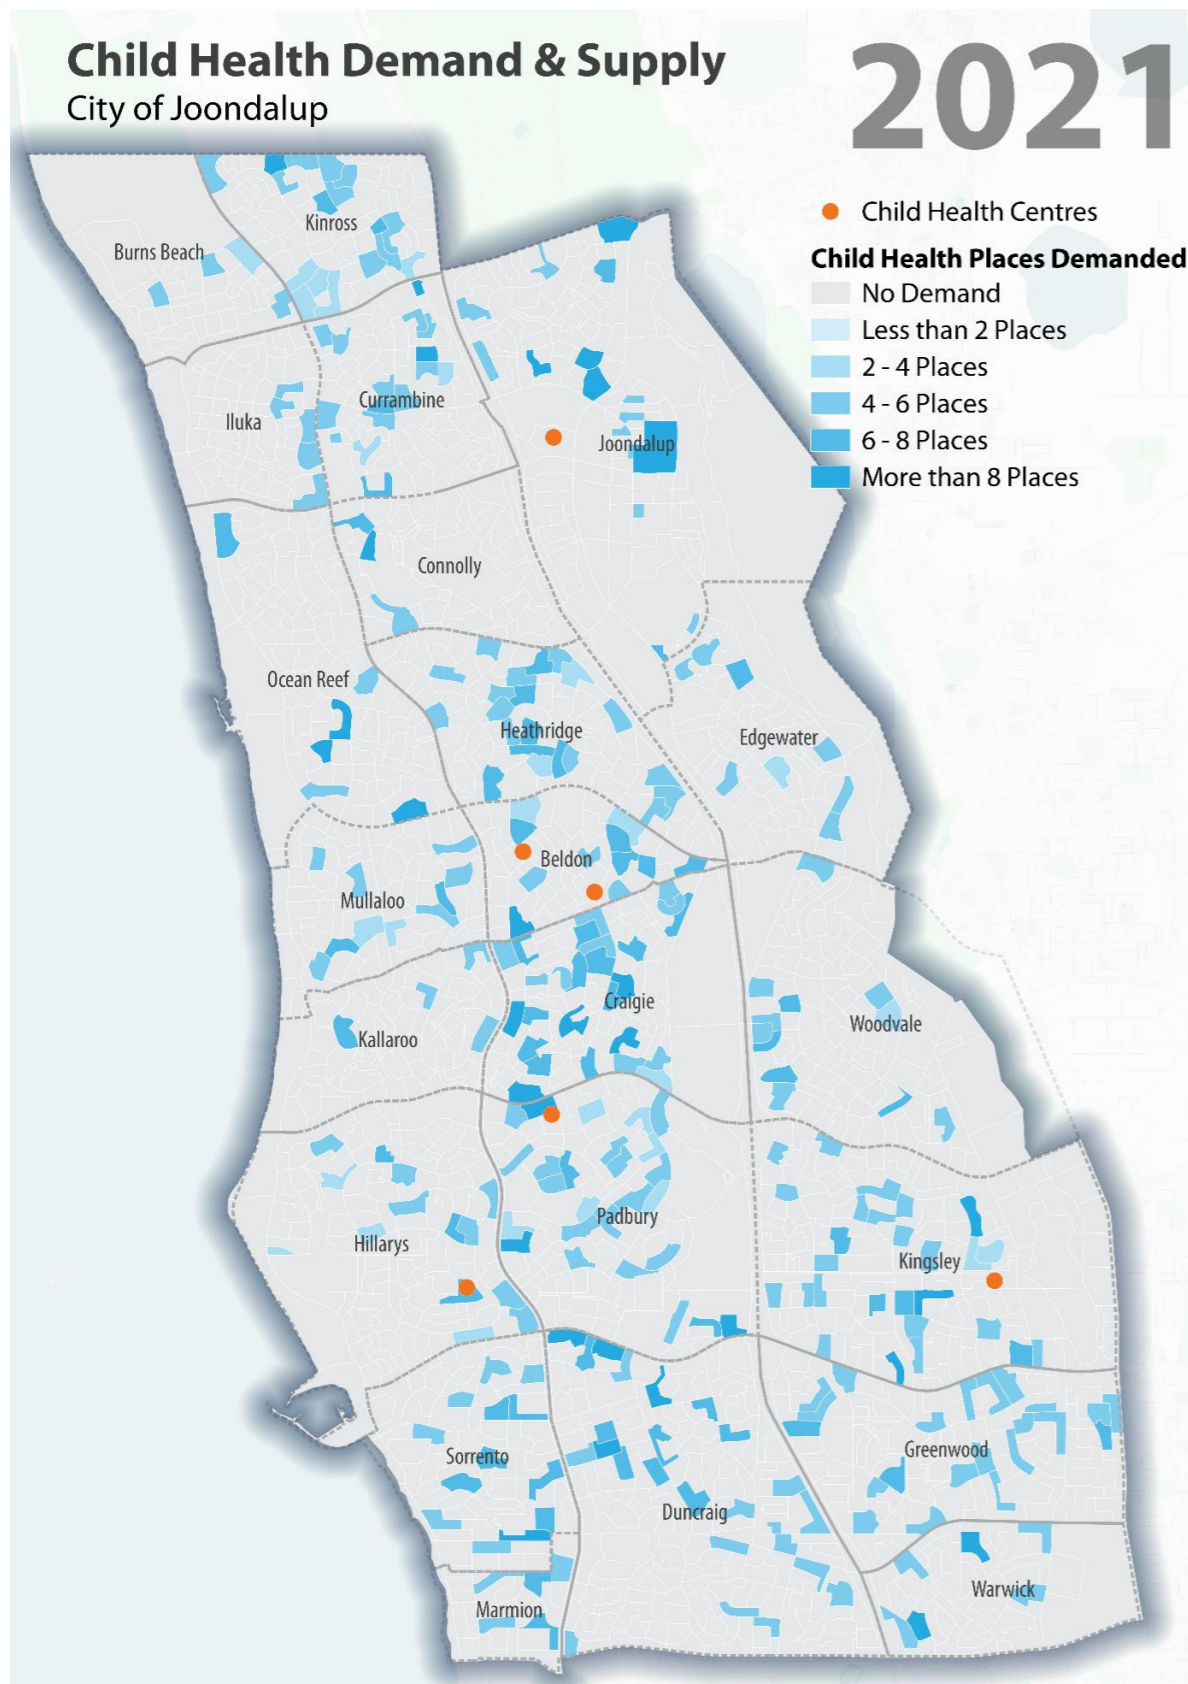 Child Health Demand & Supply
City of Joondalup
2021
Child Health Centres
Child Health Places Demanded
No Demand
Less than 2 Places
2 - 4 Places
4 - 6 Places
6 - 8 Places
More than 8 Places
Kinross
Burns Beach
Currambine
Iluka
Joondalup
Connolly
Ocean Reef
Heathridge
Edgewater
Beldon
Mullaloo
Craigie
Woodvale
Kallaroo
Padbury
Hillarys
Kingsley
Greenwood
Sorrento
Duncraig
Warwick
Marmion